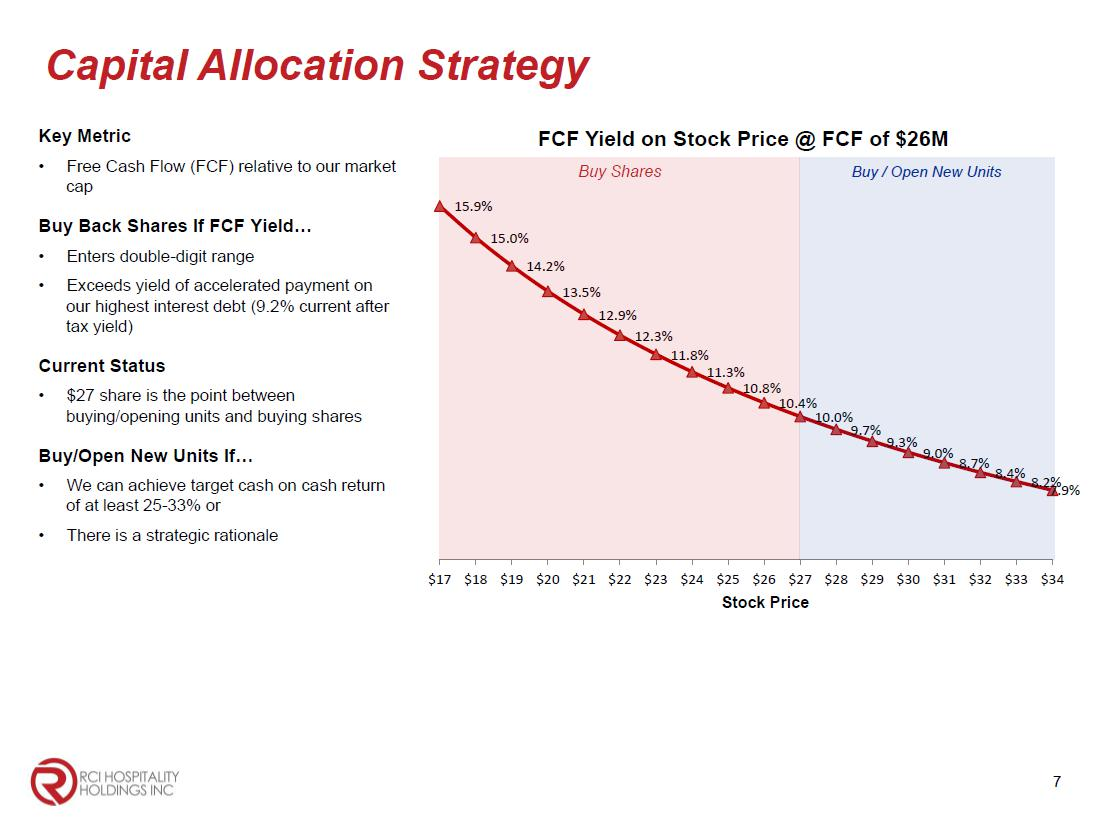 Capital Allocation Strategy
Key Metric
• Free Cash Flow (FCF) relative to our market
cap
Buy Back Shares If FCF Yield…
• Enters double-digit range
• Exceeds yield of accelerated payment on
our highest interest debt (9.2% current after
tax yield)
Current Status
• $27 share is the point between
buying/opening units and buying shares
Buy/Open New Units If…
• We can achieve target cash on cash return
of at least 25-33% or
• There is a strategic rationale
FCF Yield on Stock Price @ FCF of $26M
Buy Shares
Buy / Open New Units
15.9%
15.0%
14.2%
13.5%
12.9%
12.3%
11.8%
11.3%
10.8%
10.4%
10.0%
9.7%
9.3%
9.0%
8.7%
8.4%
8.2%
7.9%
$17 $18 $19 $20 $21 $22 $23 $24 $25 $26 $27 $28 $29 $30 $31 $32 $33 $34
Stock Price
RCI HOSPITALITY
HOLDINGS INC
7